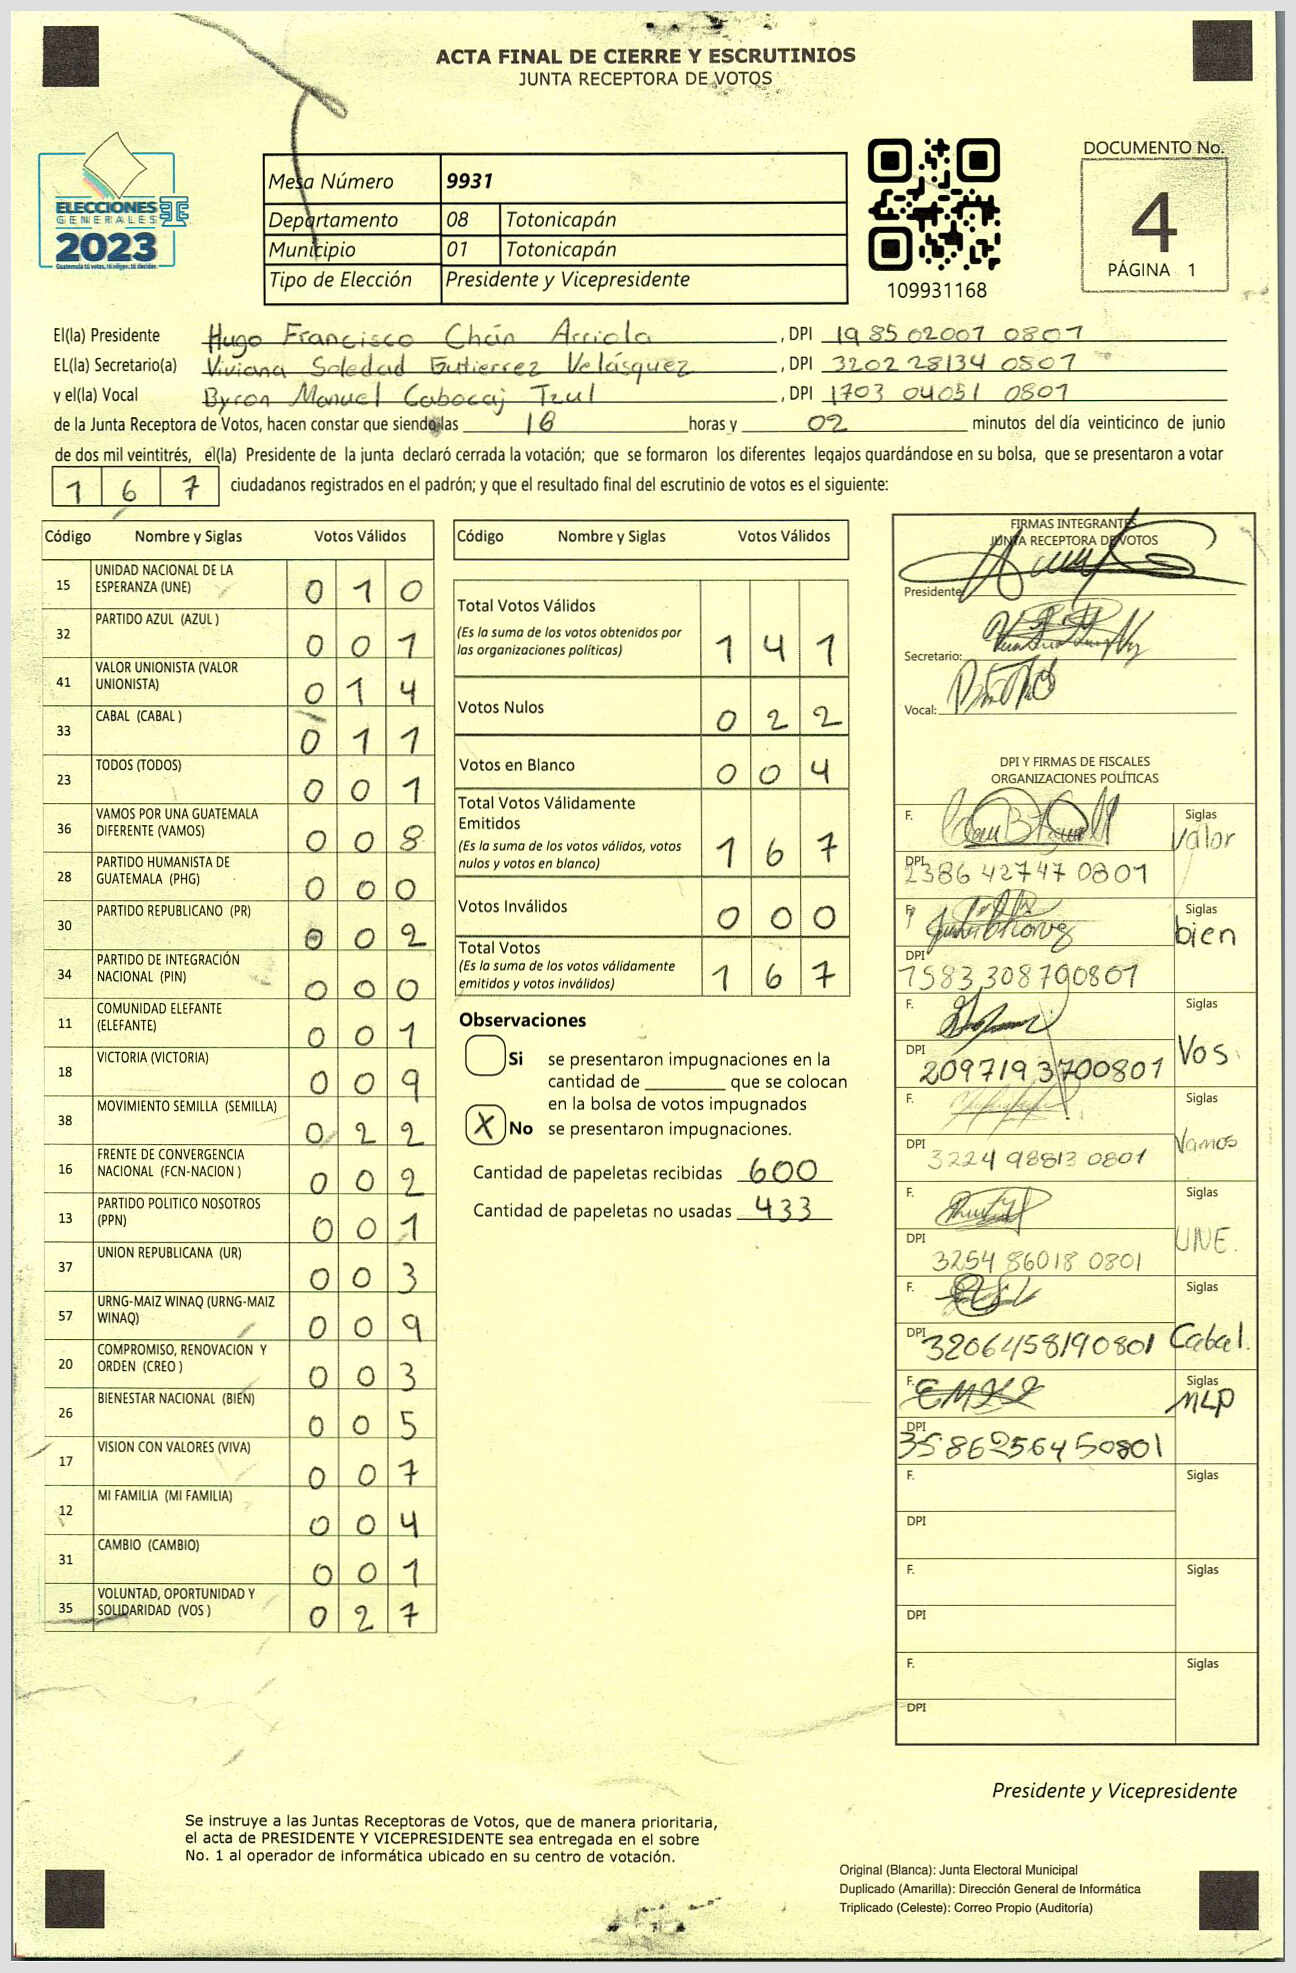 ACTA FINAL DE CIERRE Y ESCRUTINIOS
JUNTA RECEPTORA DE VOTOS
ELECCIONES
GENERALES
2023
Guatemala tú votas, tú eliges, tú decides
Mesa Número 9931
Departamento 08 Totonicapán
Municipio 01 Totonicapán
Tipo de Elección Presidente y Vicepresidente
109931168
DOCUMENTO No.
4
PÁGINA 1
El(la) Presidente Hugo Francisco Chán Arriola, DPI 1985 02007 0807
EL(la) Secretario(a) Viviana Soledad Gutierrez Velásquez, DPI 3202 28134 0807
y el(la) Vocal Byron Manuel Cabocaj Tzul, DPI 1703 04051 0801
de la Junta Receptora de Votos, hacen constar que siendo las 18 horas y 02 minutos del día veinticinco de junio
de dos mil veintitrés, el(la) Presidente de la junta declaró cerrada la votación; que se formaron los diferentes legajos guardándose en su bolsa, que se presentaron a votar
1 6 7 ciudadanos registrados en el padrón; y que el resultado final del escrutinio de votos es el siguiente:
Código Nombre y Siglas Votos Válidos
15 UNIDAD NACIONAL DE LA ESPERANZA (UNE) 0 1 0
32 PARTIDO AZUL (AZUL ) 0 0 1
41 VALOR UNIONISTA (VALOR UNIONISTA) 0 1 4
33 CABAL (CABAL ) 0 1 1
23 TODOS (TODOS) 0 0 1
36 VAMOS POR UNA GUATEMALA DIFERENTE (VAMOS) 0 0 8
28 PARTIDO HUMANISTA DE GUATEMALA (PHG) 0 0 0
30 PARTIDO REPUBLICANO (PR) 0 0 2
34 PARTIDO DE INTEGRACIÓN NACIONAL (PIN) 0 0 0
11 COMUNIDAD ELEFANTE (ELEFANTE) 0 0 1
18 VICTORIA (VICTORIA) 0 0 9
38 MOVIMIENTO SEMILLA (SEMILLA) 0 2 2
16 FRENTE DE CONVERGENCIA NACIONAL (FCN-NACION ) 0 0 2
13 PARTIDO POLITICO NOSOTROS (PPN) 0 0 1
37 UNION REPUBLICANA (UR) 0 0 3
57 URNG-MAIZ WINAQ (URNG-MAIZ WINAQ) 0 0 9
20 COMPROMISO, RENOVACION Y ORDEN (CREO ) 0 0 3
26 BIENESTAR NACIONAL (BIEN) 0 0 5
17 VISION CON VALORES (VIVA) 0 0 7
12 MI FAMILIA (MI FAMILIA) 0 0 4
31 CAMBIO (CAMBIO) 0 0 1
35 VOLUNTAD, OPORTUNIDAD Y SOLIDARIDAD (VOS ) 0 2 7
Código Nombre y Siglas Votos Válidos
Total Votos Válidos
(Es la suma de los votos obtenidos por
las organizaciones políticas) 1 4 1
Votos Nulos 0 2 2
Votos en Blanco 0 0 4
Total Votos Válidamente
Emitidos
(Es la suma de los votos válidos, votos
nulos y votos en blanco) 1 6 7
Votos Inválidos 0 0 0
Total Votos
(Es la suma de los votos válidamente
emitidos y votos inválidos) 1 6 7
Observaciones
Si se presentaron impugnaciones en la
cantidad de ________ que se colocan
en la bolsa de votos impugnados
X No se presentaron impugnaciones.
Cantidad de papeletas recibidas 600
Cantidad de papeletas no usadas 433
FIRMAS INTEGRANTES
JUNTA RECEPTORA DE VOTOS
Presidente:
Secretario:
Vocal:
DPI Y FIRMAS DE FISCALES
ORGANIZACIONES POLÍTICAS
F. Siglas Valor
DPI 2386 42747 0801
F. Siglas bien
DPI 1583 308790801
F. Siglas Vos.
DPI 2097193700801
F. Siglas Vamos
DPI 3224 98813 0801
F. Siglas UNE.
DPI 3254 86018 0801
F. Siglas Cabal.
DPI 3206458190801
F. Siglas MLP
DPI 3586256450801
F. Siglas
DPI
F. Siglas
DPI
F. Siglas
DPI
Presidente y Vicepresidente
Se instruye a las Juntas Receptoras de Votos, que de manera prioritaria,
el acta de PRESIDENTE Y VICEPRESIDENTE sea entregada en el sobre
No. 1 al operador de informática ubicado en su centro de votación.
Original (Blanca): Junta Electoral Municipal
Duplicado (Amarilla): Dirección General de Informática
Triplicado (Celeste): Correo Propio (Auditoría)